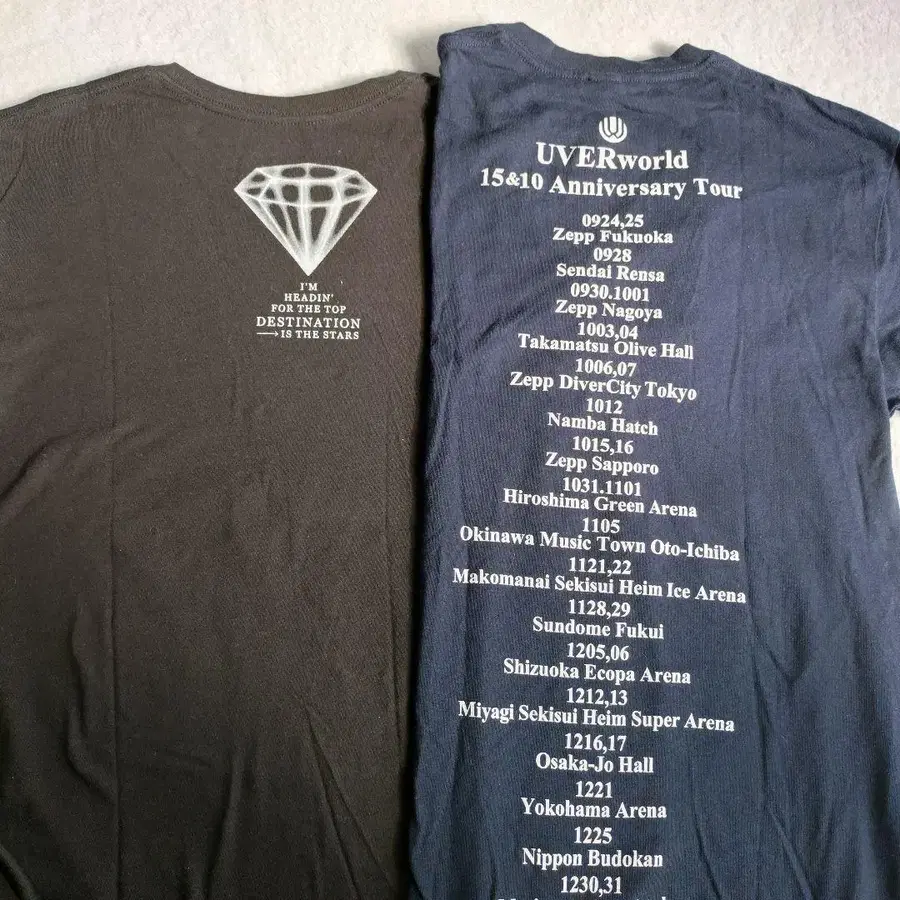 I'M
HEADIN'
FOR THE TOP
DESTINATION
→IS THE STARS
UVERworld
15&10 Anniversary Tour
0924,25
Zepp Fukuoka
0928
Sendai Rensa
0930.1001
Zepp Nagoya
1003,04
Takamatsu Olive Hall
1006,07
Zepp DiverCity Tokyo
1012
Namba Hatch
1015,16
Zepp Sapporo
1031.1101
Hiroshima Green Arena
1105
Okinawa Music Town Oto-Ichiba
1121,22
Makomanai Sekisui Heim Ice Arena
1128,29
Sundome Fukui
1205,06
Shizuoka Ecopa Arena
1212,13
Miyagi Sekisui Heim Super Arena
1216,17
Osaka-Jo Hall
1221
Yokohama Arena
1225
Nippon Budokan
1230,31